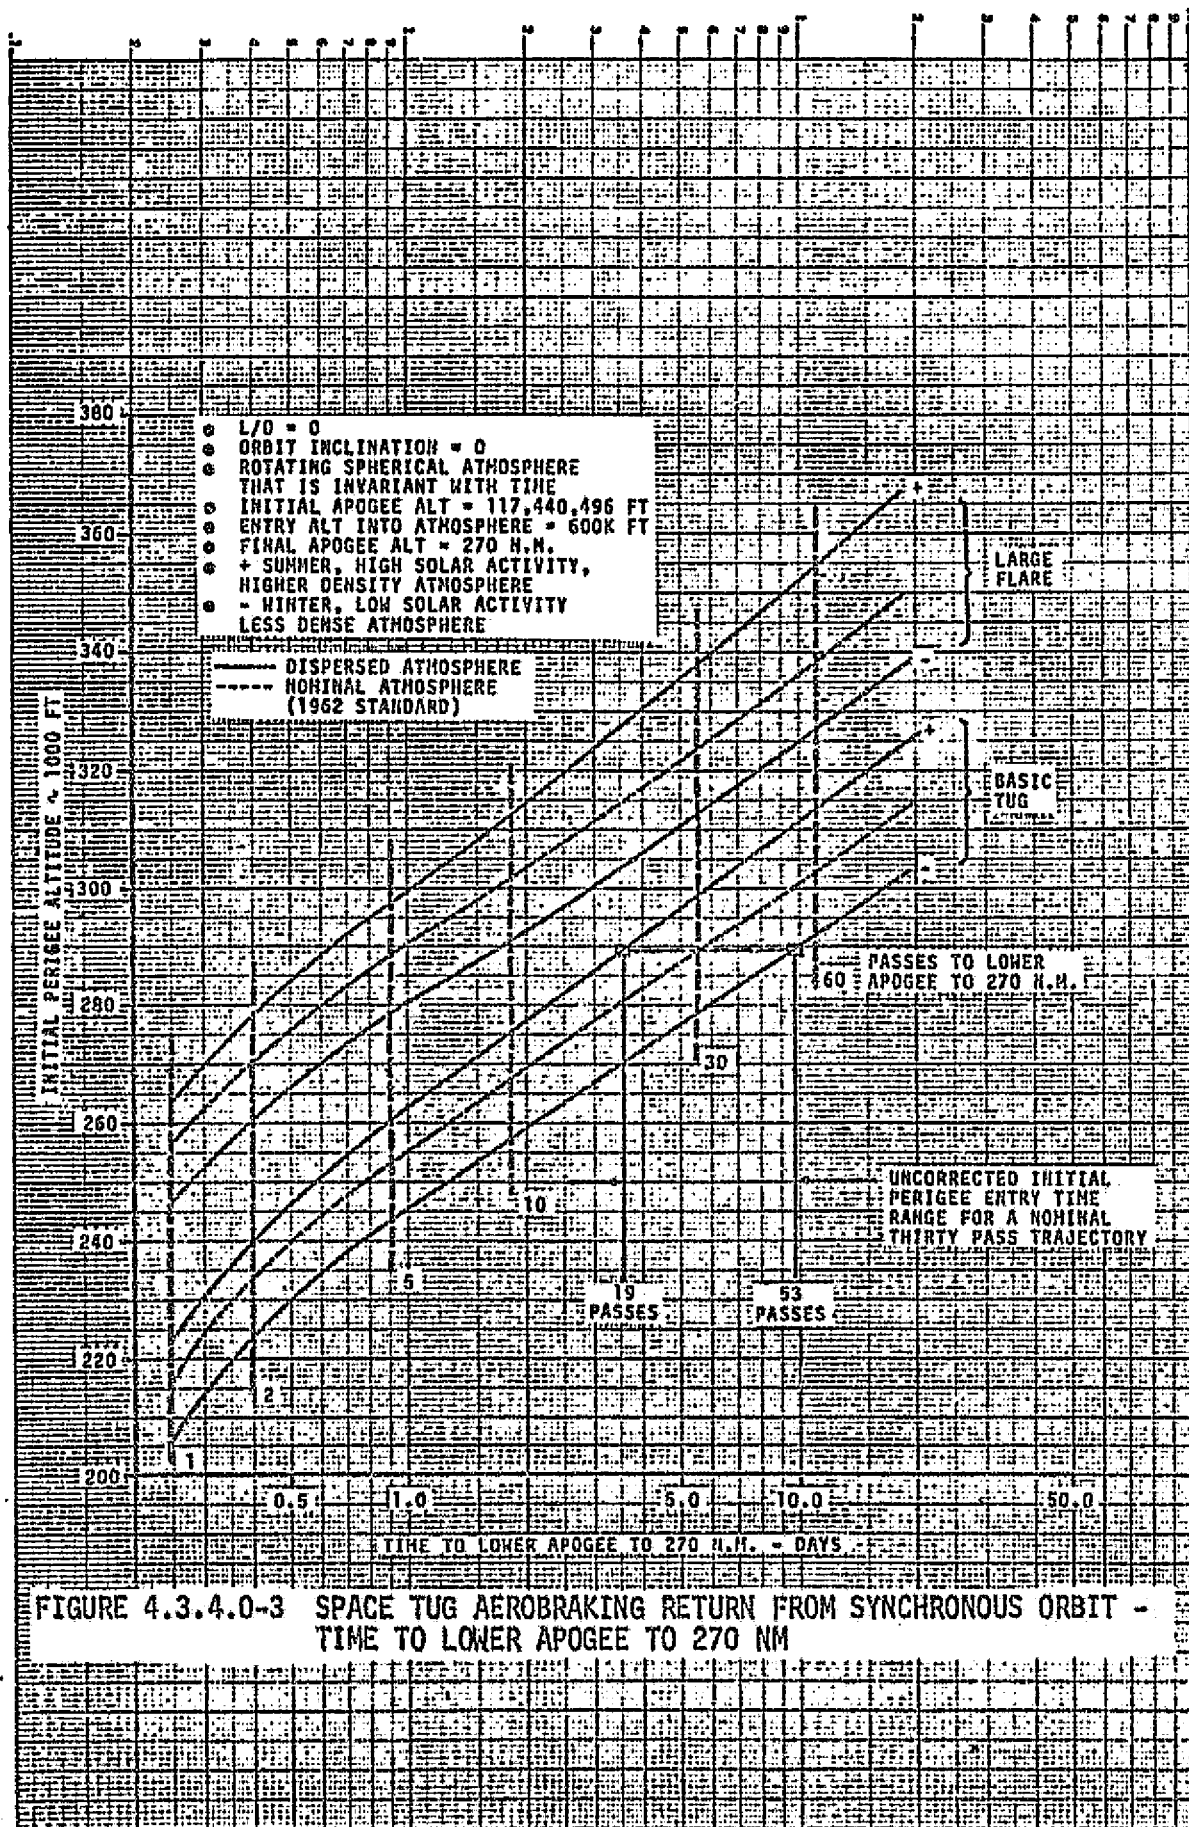 380
360
340
320
300
280
260
240
220
200
INITIAL PERIGEE ALTITUDE ~ 1000 FT
● L/D = 0
● ORBIT INCLINATION = 0
● ROTATING SPHERICAL ATMOSPHERE
THAT IS INVARIANT WITH TIME
● INITIAL APOGEE ALT = 117,440,496 FT
● ENTRY ALT INTO ATMOSPHERE = 600K FT
● FINAL APOGEE ALT = 270 N.M.
● + SUMMER, HIGH SOLAR ACTIVITY,
HIGHER DENSITY ATMOSPHERE
● - WINTER, LOW SOLAR ACTIVITY
LESS DENSE ATMOSPHERE
DISPERSED ATMOSPHERE
NOMINAL ATMOSPHERE
(1962 STANDARD)
+
LARGE
FLARE
-
+
BASIC
TUG
-
60
PASSES TO LOWER
APOGEE TO 270 N.M.
30
10
5
2
1
UNCORRECTED INITIAL
PERIGEE ENTRY TIME
RANGE FOR A NOMINAL
THIRTY PASS TRAJECTORY
19
PASSES
53
PASSES
0.5
1.0
5.0
10.0
50.0
TIME TO LOWER APOGEE TO 270 N.M. - DAYS
FIGURE 4.3.4.0-3 SPACE TUG AEROBRAKING RETURN FROM SYNCHRONOUS ORBIT -
TIME TO LOWER APOGEE TO 270 NM